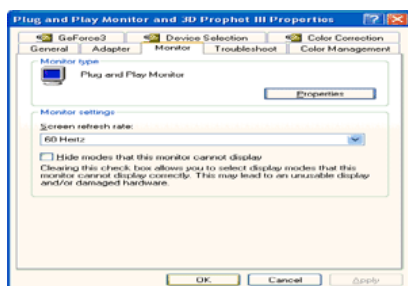 Plug and Play Monitor and 3D Prophet III Properties
GeForce3 Device Selection Color Correction
General Adapter Monitor Troubleshoot Color Management
Monitor type
Plug and Play Monitor
Properties
Monitor settings
Screen refresh rate:
60 Hertz
Hide modes that this monitor cannot display
Clearing this check box allows you to select display modes that this
monitor cannot display correctly. This may lead to an unusable display
and/or damaged hardware.
OK Cancel Apply